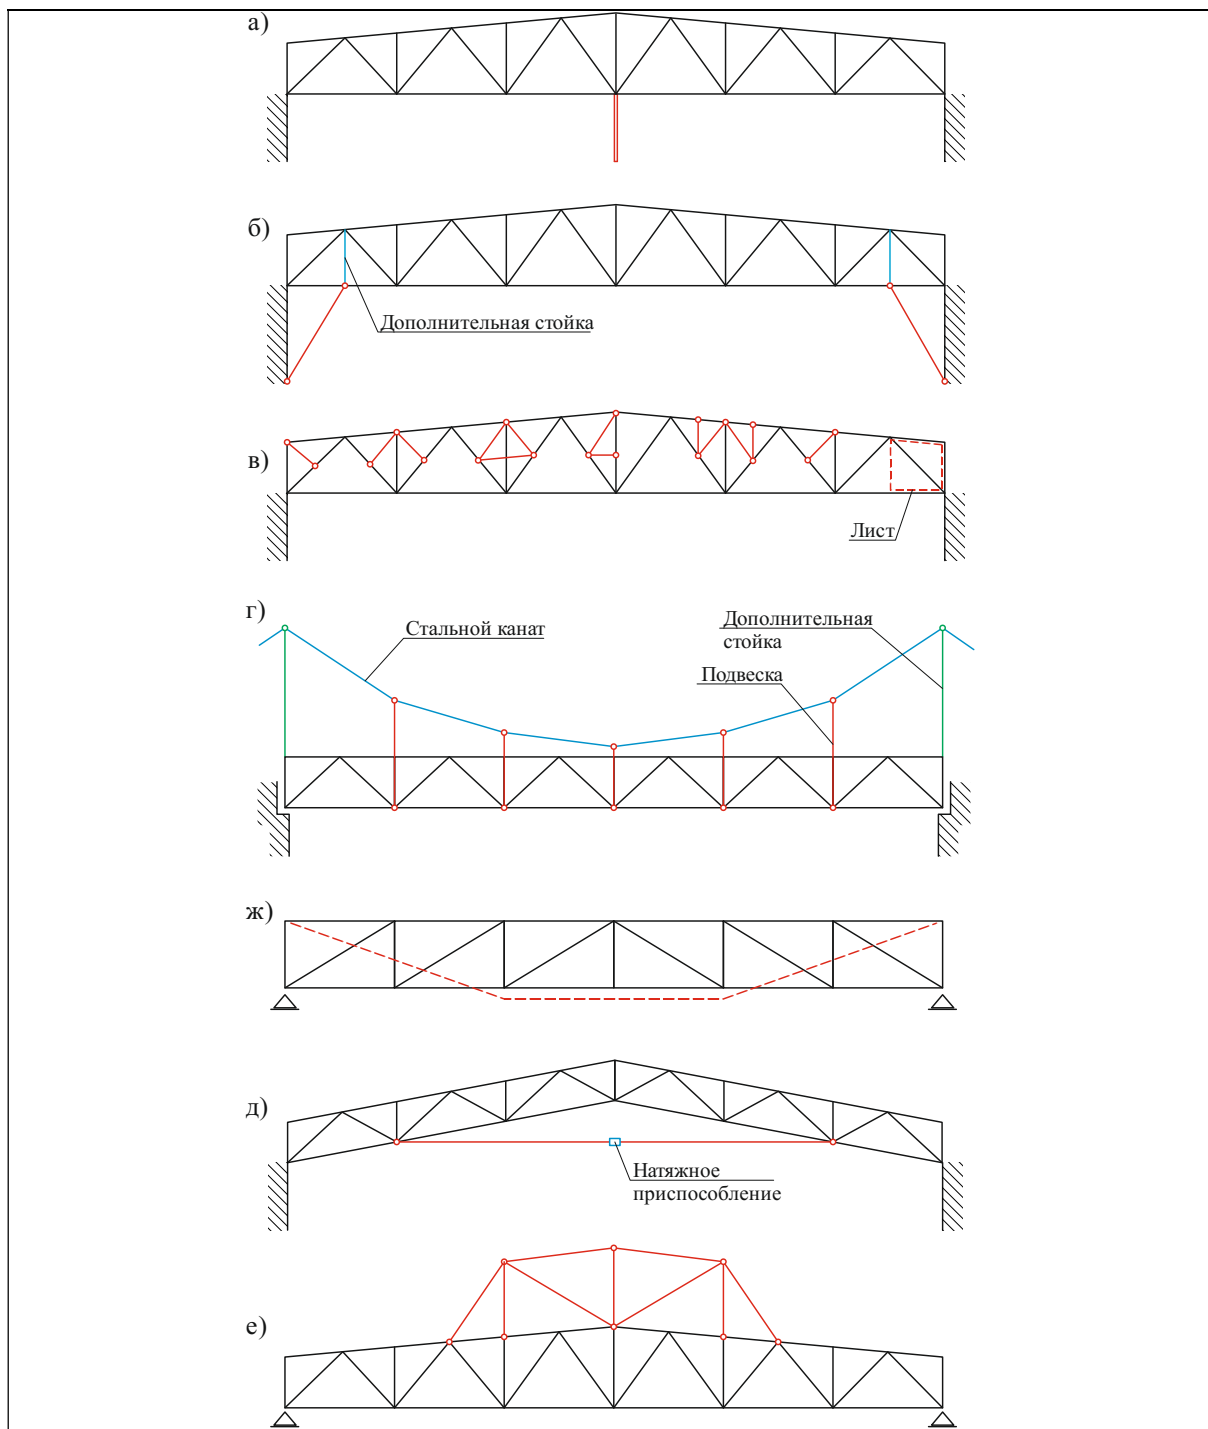 а)
б)
Дополнительная стойка
в)
Лист
г)
Стальной канат
Дополнительная
стойка
Подвеска
ж)
д)
Натяжное
приспособление
е)